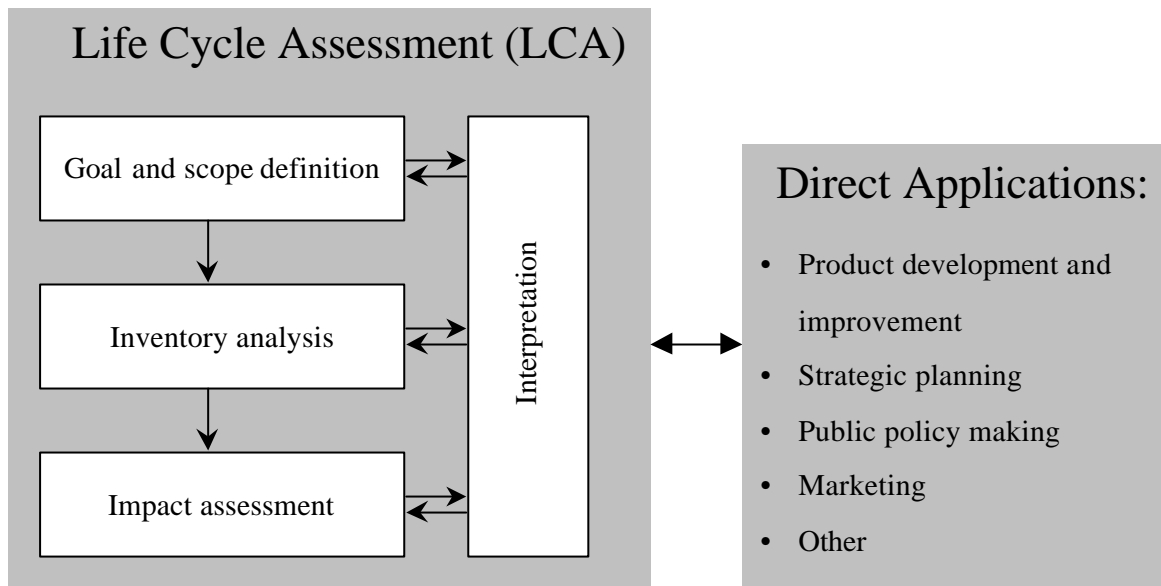 Life Cycle Assessment (LCA)
Goal and scope definition
Inventory analysis
Impact assessment
Interpretation
Direct Applications:
• Product development and
improvement
• Strategic planning
• Public policy making
• Marketing
• Other